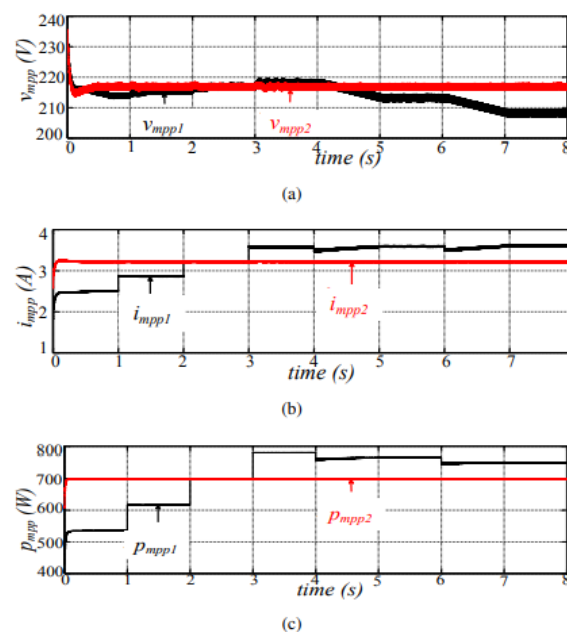 240
230
220
210
200
v_mpp (V)
v_mpp1
v_mpp2
0 1 2 3 4 5 6 7 8
time (s)
(a)
4
3
2
1
i_mpp (A)
i_mpp1
i_mpp2
0 1 2 3 4 5 6 7 8
time (s)
(b)
800
700
600
500
400
p_mpp (W)
p_mpp1
p_mpp2
0 1 2 3 4 5 6 7 8
time (s)
(c)